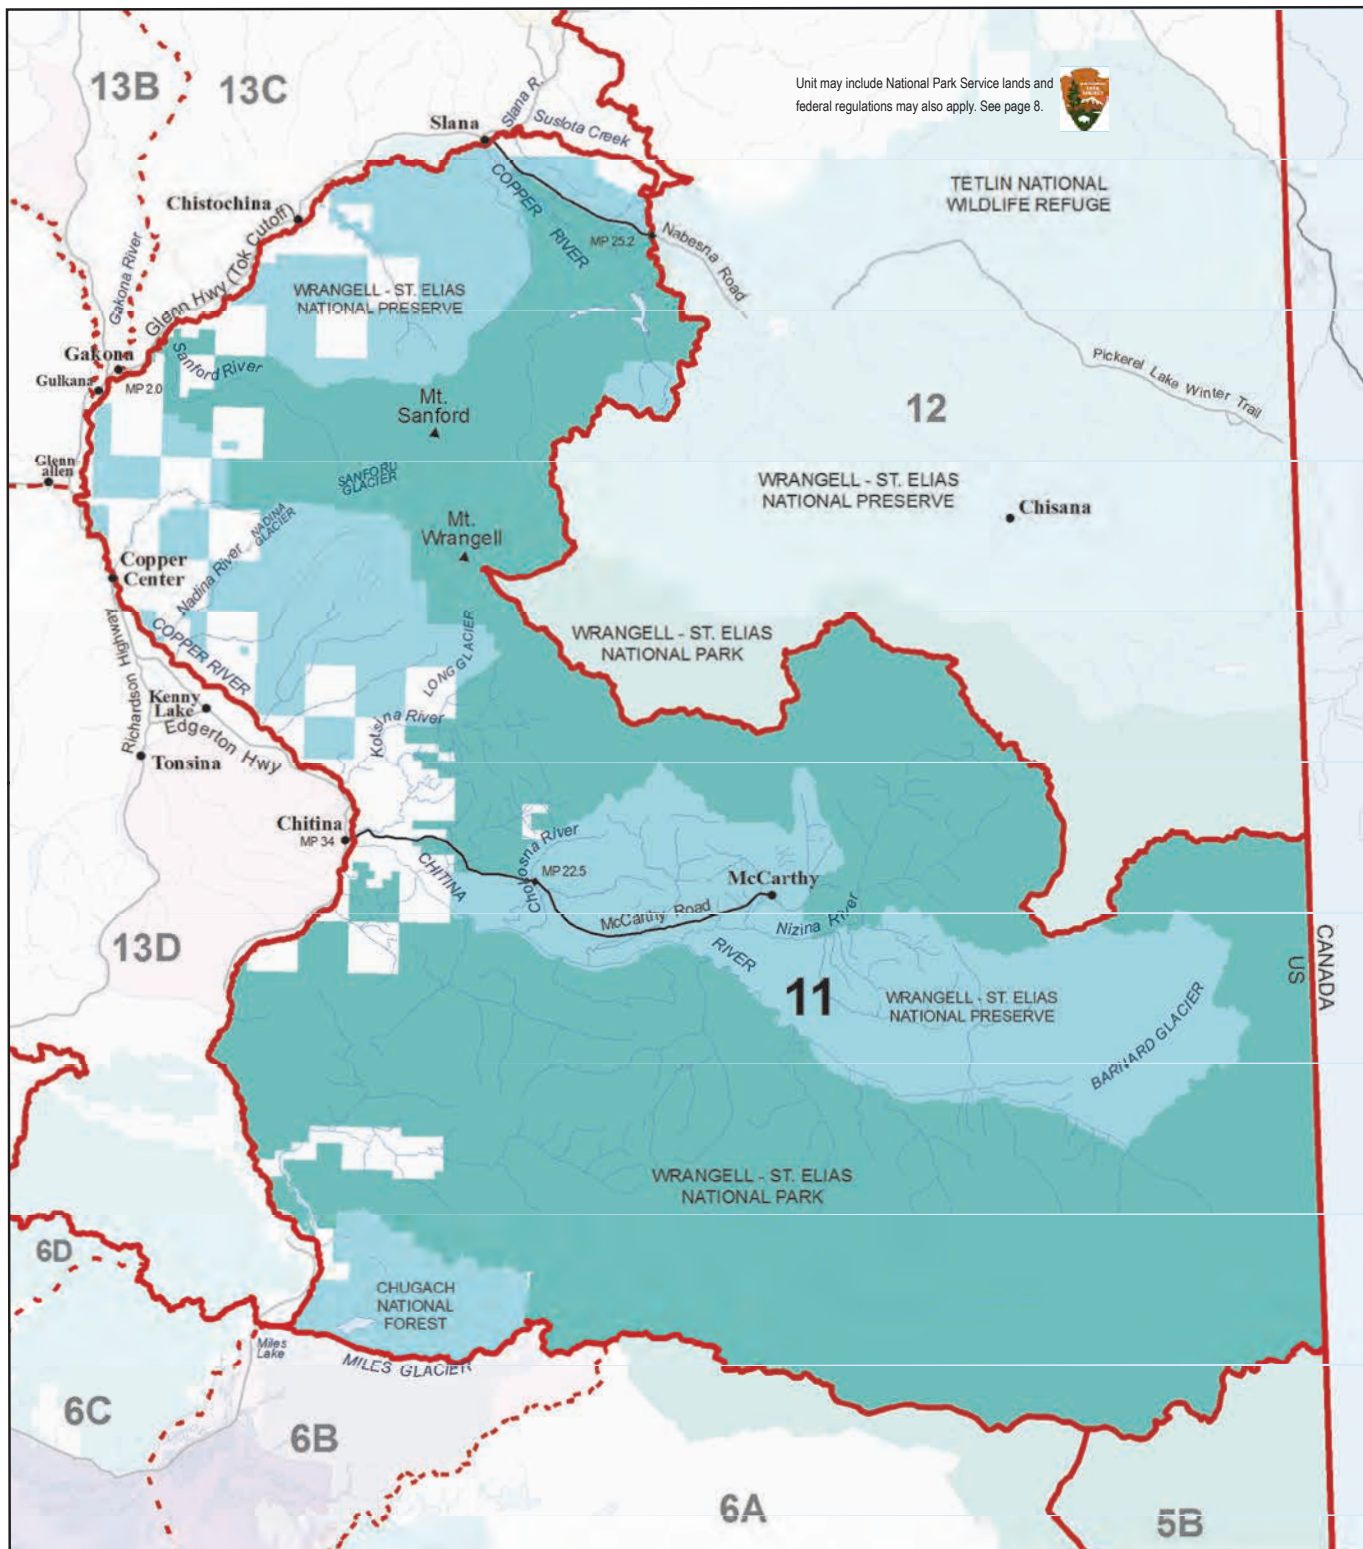 13B
13C
Unit may include National Park Service lands and
federal regulations may also apply. See page 8.
Slana
Slana R.
Suslota Creek
TETLIN NATIONAL
WILDLIFE REFUGE
COPPER
RIVER
Chistochina
MP 25.2
Nabesna Road
Gakona River
Glenn Hwy (Tok Cutoff)
WRANGELL - ST. ELIAS
NATIONAL PRESERVE
Gakona
Sanford River
Gulkana
MP 2.0
Pickerel Lake Winter Trail
Mt.
Sanford
12
Glenn
allen
SANFORD
GLACIER
WRANGELL - ST. ELIAS
NATIONAL PRESERVE
Chisana
NADINA
GLACIER
Mt.
Wrangell
Copper
Center
Nadina River
COPPER RIVER
Richardson Highway
LONG GLACIER
WRANGELL - ST. ELIAS
NATIONAL PARK
Kenny
Lake
Edgerton Hwy
Kotsina River
Tonsina
Chitina
MP 34
CHITINA
Chokosna River
MP 22.5
McCarthy
McCarthy Road
Nizina River
RIVER
13D
11
WRANGELL - ST. ELIAS
NATIONAL PRESERVE
BARNARD GLACIER
US
CANADA
WRANGELL - ST. ELIAS
NATIONAL PARK
6D
CHUGACH
NATIONAL
FOREST
Miles
Lake
MILES GLACIER
6C
6B
6A
5B